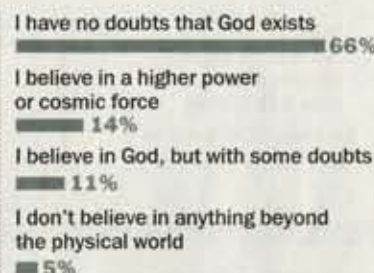 I have no doubts that God exists
66%
I believe in a higher power
or cosmic force
14%
I believe in God, but with some doubts
11%
I don't believe in anything beyond
the physical world
5%